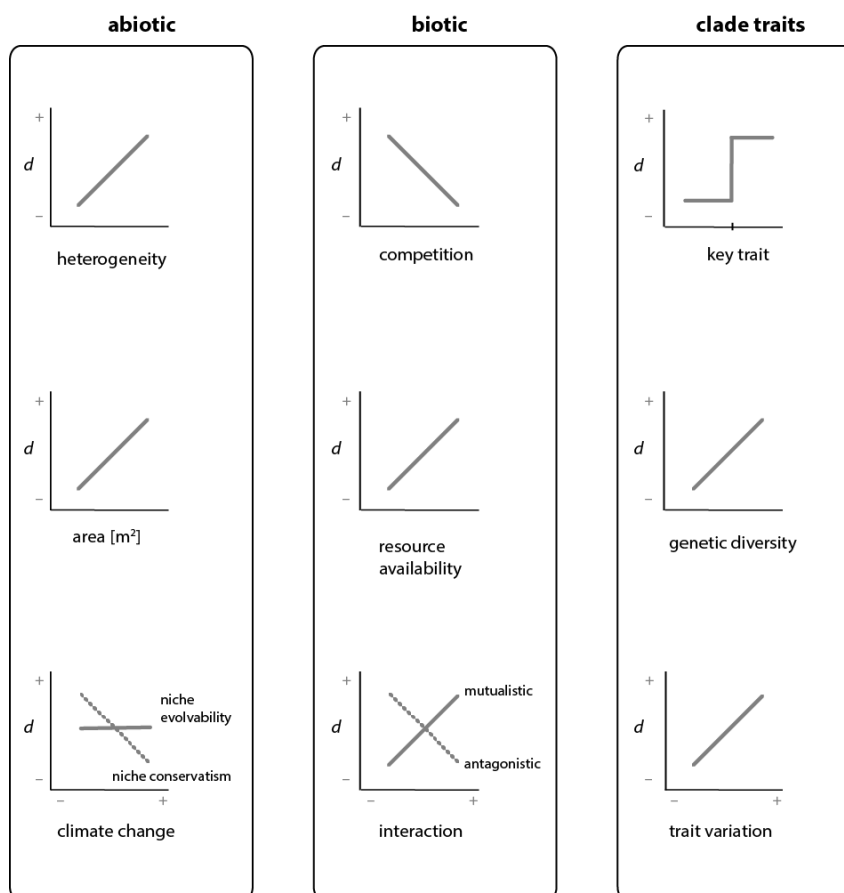 abiotic
+
d
–
heterogeneity
+
d
–
area [m²]
+
d
–
niche
evolvability
niche conservatism
– +
climate change
biotic
+
d
–
competition
+
d
–
resource
availability
+
d
–
mutualistic
antagonistic
– +
interaction
clade traits
+
d
–
key trait
+
d
–
genetic diversity
+
d
–
– +
trait variation